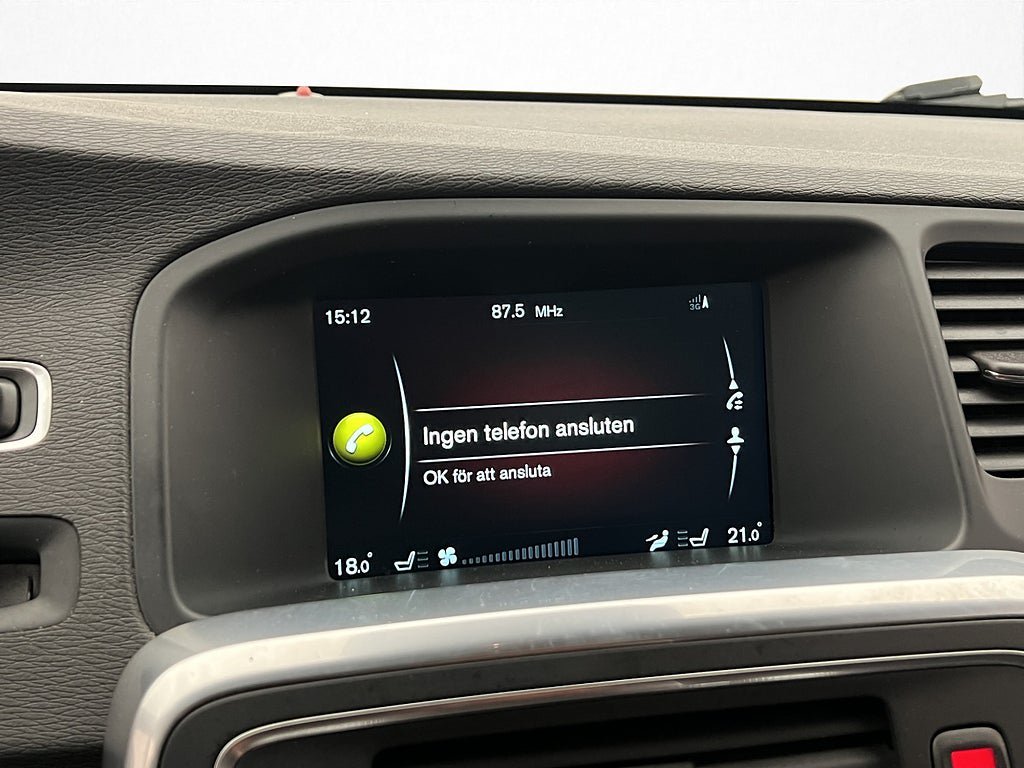 15:12 87.5 MHz 3G
Ingen telefon ansluten
OK för att ansluta
18.0° 21.0°